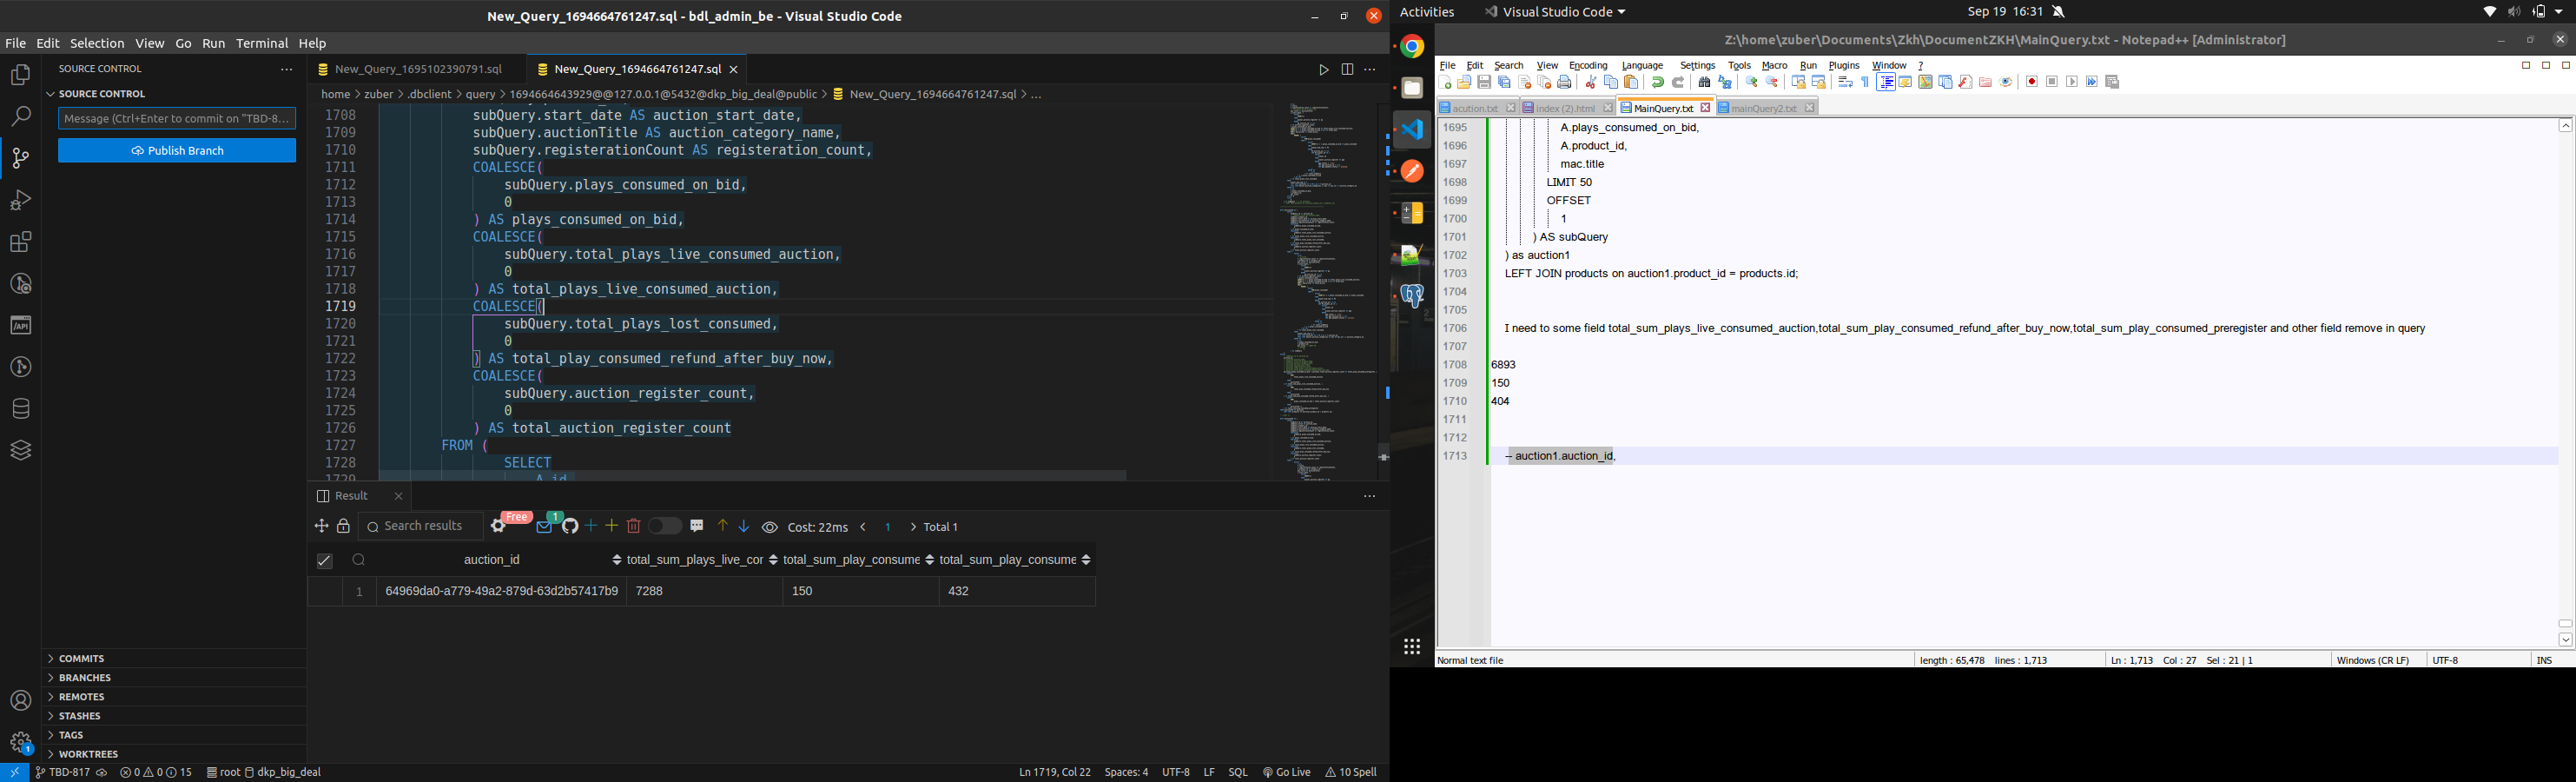 New_Query_1694664761247.sql - bdl_admin_be - Visual Studio Code
File Edit Selection View Go Run Terminal Help
SOURCE CONTROL
SOURCE CONTROL
Message (Ctrl+Enter to commit on "TBD-8...
Publish Branch
COMMITS
BRANCHES
REMOTES
STASHES
TAGS
WORKTREES
New_Query_1695102390791.sql New_Query_1694664761247.sql
home > zuber > .dbclient > query > 1694664643929@@127.0.0.1@5432@dkp_big_deal@public > New_Query_1694664761247.sql > ...
1708 subQuery.start_date AS auction_start_date,
1709 subQuery.auctionTitle AS auction_category_name,
1710 subQuery.registerationCount AS registeration_count,
1711 COALESCE(
1712 subQuery.plays_consumed_on_bid,
1713 0
1714 ) AS plays_consumed_on_bid,
1715 COALESCE(
1716 subQuery.total_plays_live_consumed_auction,
1717 0
1718 ) AS total_plays_live_consumed_auction,
1719 COALESCE(
1720 subQuery.total_plays_lost_consumed,
1721 0
1722 ) AS total_play_consumed_refund_after_buy_now,
1723 COALESCE(
1724 subQuery.auction_register_count,
1725 0
1726 ) AS total_auction_register_count
1727 FROM (
1728 SELECT
1729 A.id,
Result
Search results Free 1 Cost: 22ms < 1 > Total 1
auction_id total_sum_plays_live_cor total_sum_play_consume total_sum_play_consume
1 64969da0-a779-49a2-879d-63d2b57417b9 7288 150 432
TBD-817 0 0 15 root dkp_big_deal Ln 1719, Col 22 Spaces: 4 UTF-8 LF SQL Go Live 10 Spell
Activities Visual Studio Code Sep 19 16:31
Z:\home\zuber\Documents\Zkh\DocumentZKH\MainQuery.txt - Notepad++ [Administrator]
File Edit Search View Encoding Language Settings Tools Macro Run Plugins Window ?
acution.txt index (2).html MainQuery.txt mainQuery2.txt
1695 A.plays_consumed_on_bid,
1696 A.product_id,
1697 mac.title
1698 LIMIT 50
1699 OFFSET
1700 1
1701 ) AS subQuery
1702 ) as auction1
1703 LEFT JOIN products on auction1.product_id = products.id;
1704
1705
1706 I need to some field total_sum_plays_live_consumed_auction,total_sum_play_consumed_refund_after_buy_now,total_sum_play_consumed_preregister and other field remove in query
1707
1708 6893
1709 150
1710 404
1711
1712
1713 -- auction1.auction_id,
Normal text file length : 65,478 lines : 1,713 Ln : 1,713 Col : 27 Sel : 21 | 1 Windows (CR LF) UTF-8 INS